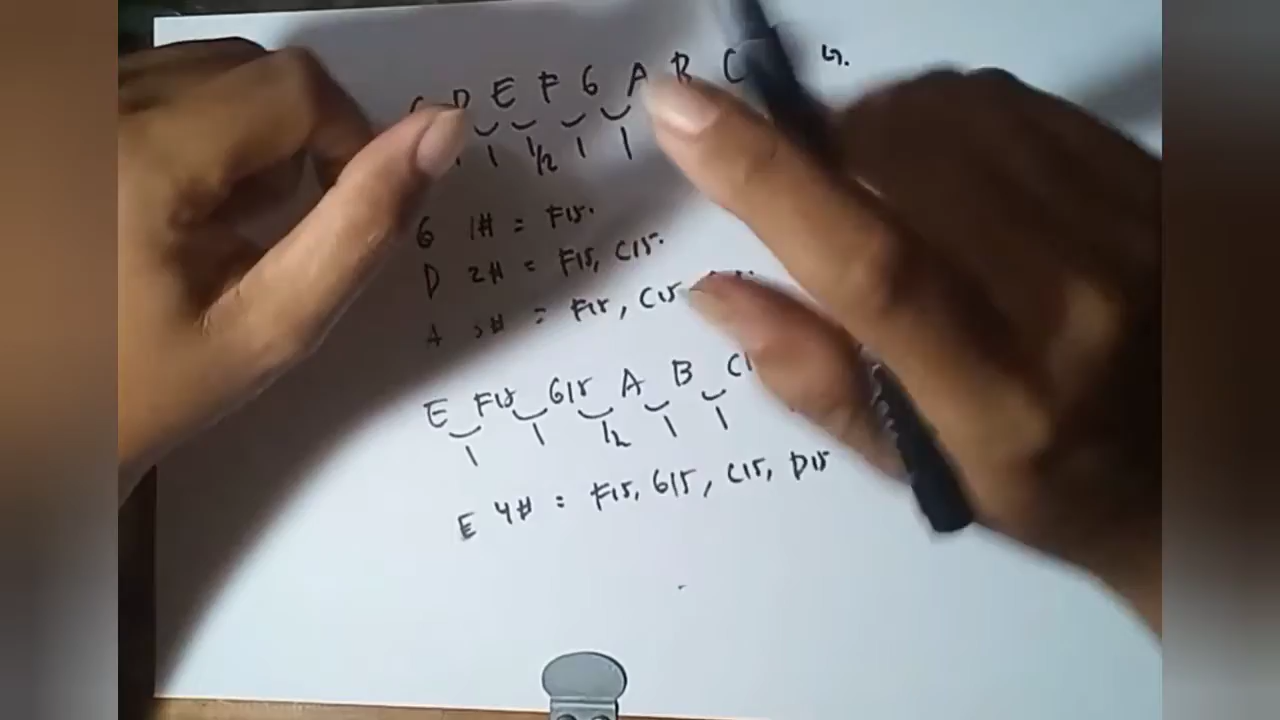 D E F G A B C
1 ½ 1 1
G 1# = Fis.
D 2# = Fis, Cis.
A 3# = Fis, Cis
E Fis Gis A B
1 1 ½ 1 1
E 4# = Fis, Gis, Cis, Dis